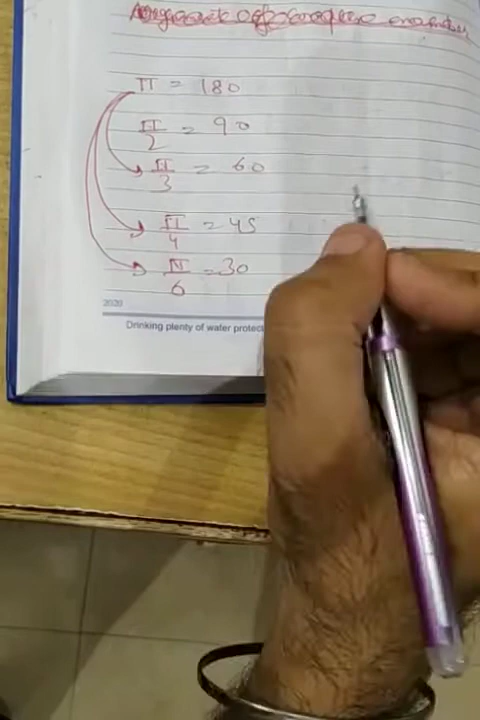 π = 180
π/2 = 90
π/3 = 60
π/4 = 45
π/6 = 30
2020
Drinking plenty of water protect